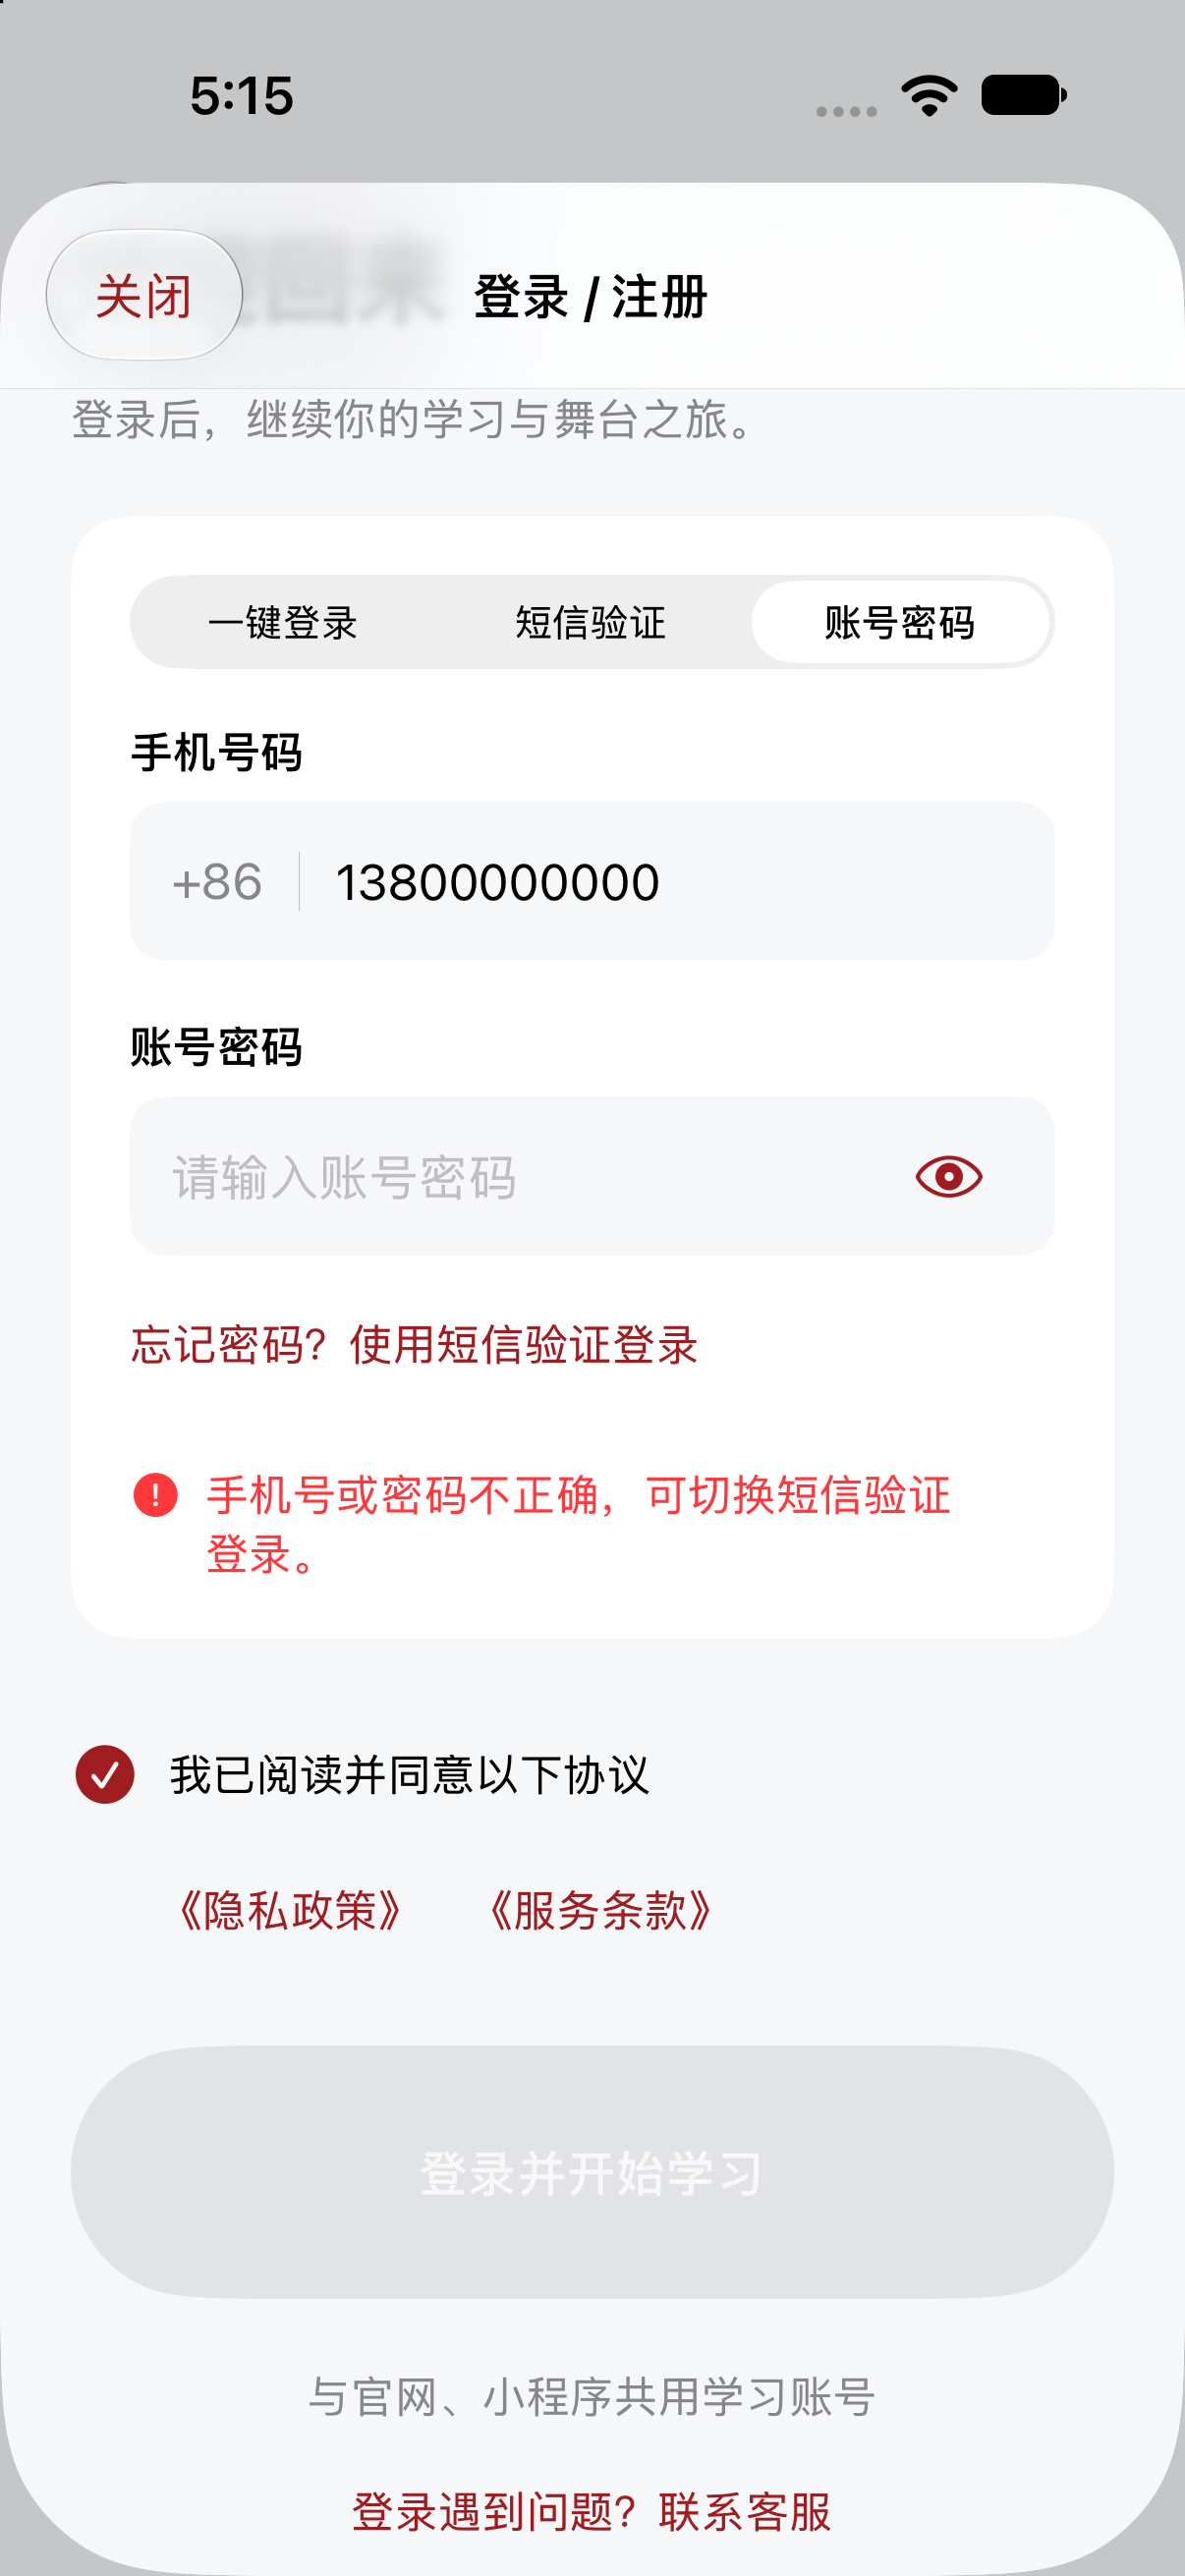 5:15
关闭
登录 / 注册
登录后，继续你的学习与舞台之旅。
一键登录
短信验证
账号密码
手机号码
+86
13800000000
账号密码
请输入账号密码
忘记密码？使用短信验证登录
手机号或密码不正确，可切换短信验证
登录。
我已阅读并同意以下协议
《隐私政策》
《服务条款》
登录并开始学习
与官网、小程序共用学习账号
登录遇到问题？联系客服